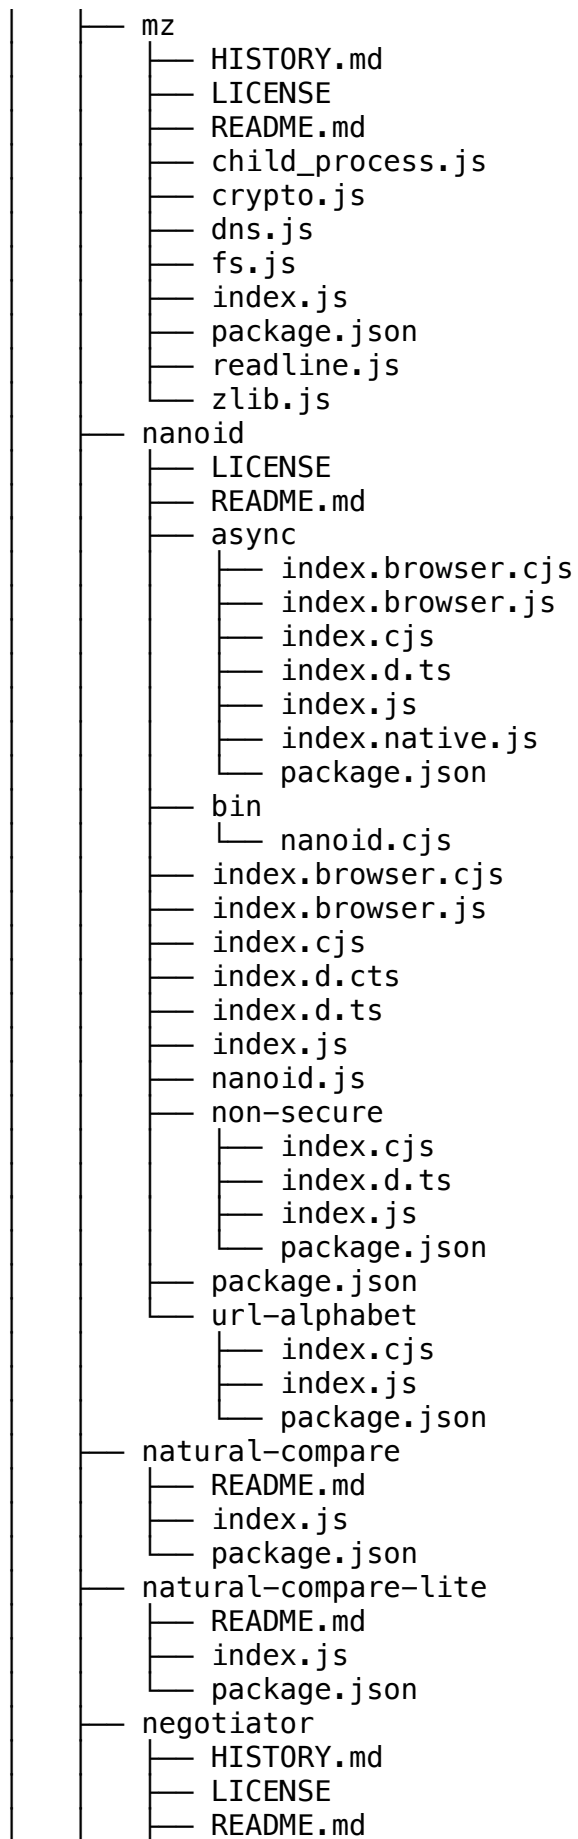 │   ├── mz
│   │   ├── HISTORY.md
│   │   ├── LICENSE
│   │   ├── README.md
│   │   ├── child_process.js
│   │   ├── crypto.js
│   │   ├── dns.js
│   │   ├── fs.js
│   │   ├── index.js
│   │   ├── package.json
│   │   ├── readline.js
│   │   └── zlib.js
│   ├── nanoid
│   │   ├── LICENSE
│   │   ├── README.md
│   │   ├── async
│   │   │   ├── index.browser.cjs
│   │   │   ├── index.browser.js
│   │   │   ├── index.cjs
│   │   │   ├── index.d.ts
│   │   │   ├── index.js
│   │   │   ├── index.native.js
│   │   │   └── package.json
│   │   ├── bin
│   │   │   └── nanoid.cjs
│   │   ├── index.browser.cjs
│   │   ├── index.browser.js
│   │   ├── index.cjs
│   │   ├── index.d.cts
│   │   ├── index.d.ts
│   │   ├── index.js
│   │   ├── nanoid.js
│   │   ├── non-secure
│   │   │   ├── index.cjs
│   │   │   ├── index.d.ts
│   │   │   ├── index.js
│   │   │   └── package.json
│   │   ├── package.json
│   │   └── url-alphabet
│   │       ├── index.cjs
│   │       ├── index.js
│   │       └── package.json
│   ├── natural-compare
│   │   ├── README.md
│   │   ├── index.js
│   │   └── package.json
│   ├── natural-compare-lite
│   │   ├── README.md
│   │   ├── index.js
│   │   └── package.json
│   ├── negotiator
│   │   ├── HISTORY.md
│   │   ├── LICENSE
│   │   ├── README.md